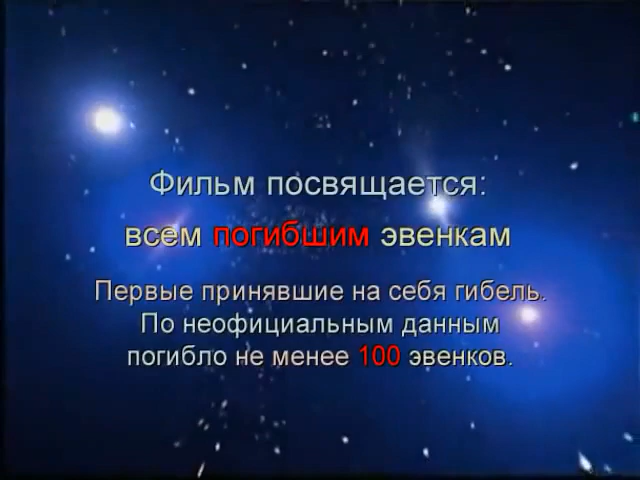 Фильм посвящается:
всем погибшим эвенкам
Первые принявшие на себя гибель.
По неофициальным данным
погибло не менее 100 эвенков.